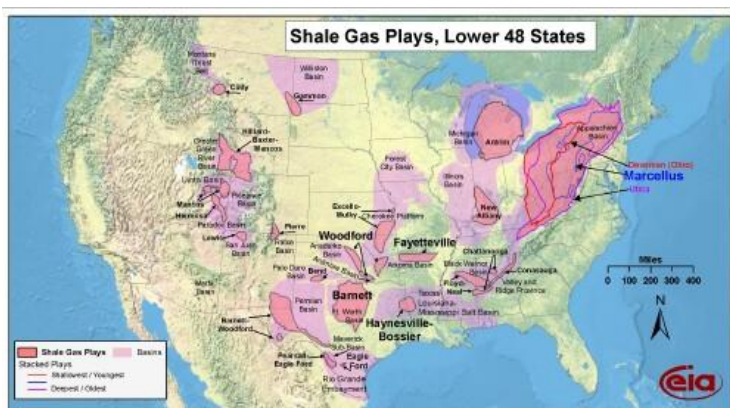 Shale Gas Plays, Lower 48 States
Montana
Thrust
Belt
Cody
Williston
Basin
Gammon
Hilliard-
Baxter-
Mancos
Greater
Green
River
Basin
Uinta Basin
Piceance
Basin
Mancos
Hermosa
Paradox Basin
Lewis
San Juan
Basin
Pierre
Raton
Basin
Michigan
Basin
Antrim
Appalachian
Basin
Devonian (Ohio)
Marcellus
Utica
Forest
City Basin
Illinois
Basin
Excello-
Mulky
Cherokee Platform
New
Albany
Woodford
Anadarko
Basin
Ardmore Basin
Fayetteville
Arkoma Basin
Chattanooga
Black Warrior
Basin
Floyd-
Neal
Conasauga
Valley and
Ridge Province
Palo Duro
Basin
Bend
Barnett
Ft. Worth
Basin
Marfa
Basin
Permian
Basin
Barnett-
Woodford
Haynesville-
Bossier
Texas-
Louisiana-
Mississippi Salt Basin
Maverick
Sub-Basin
Pearsall
Eagle Ford
Eagle
Ford
Rio Grande
Embayment
Miles
0 100 200 300 400
N
Shale Gas Plays
Basins
Stacked Plays
Shallowest / Youngest
Deepest / Oldest
eia